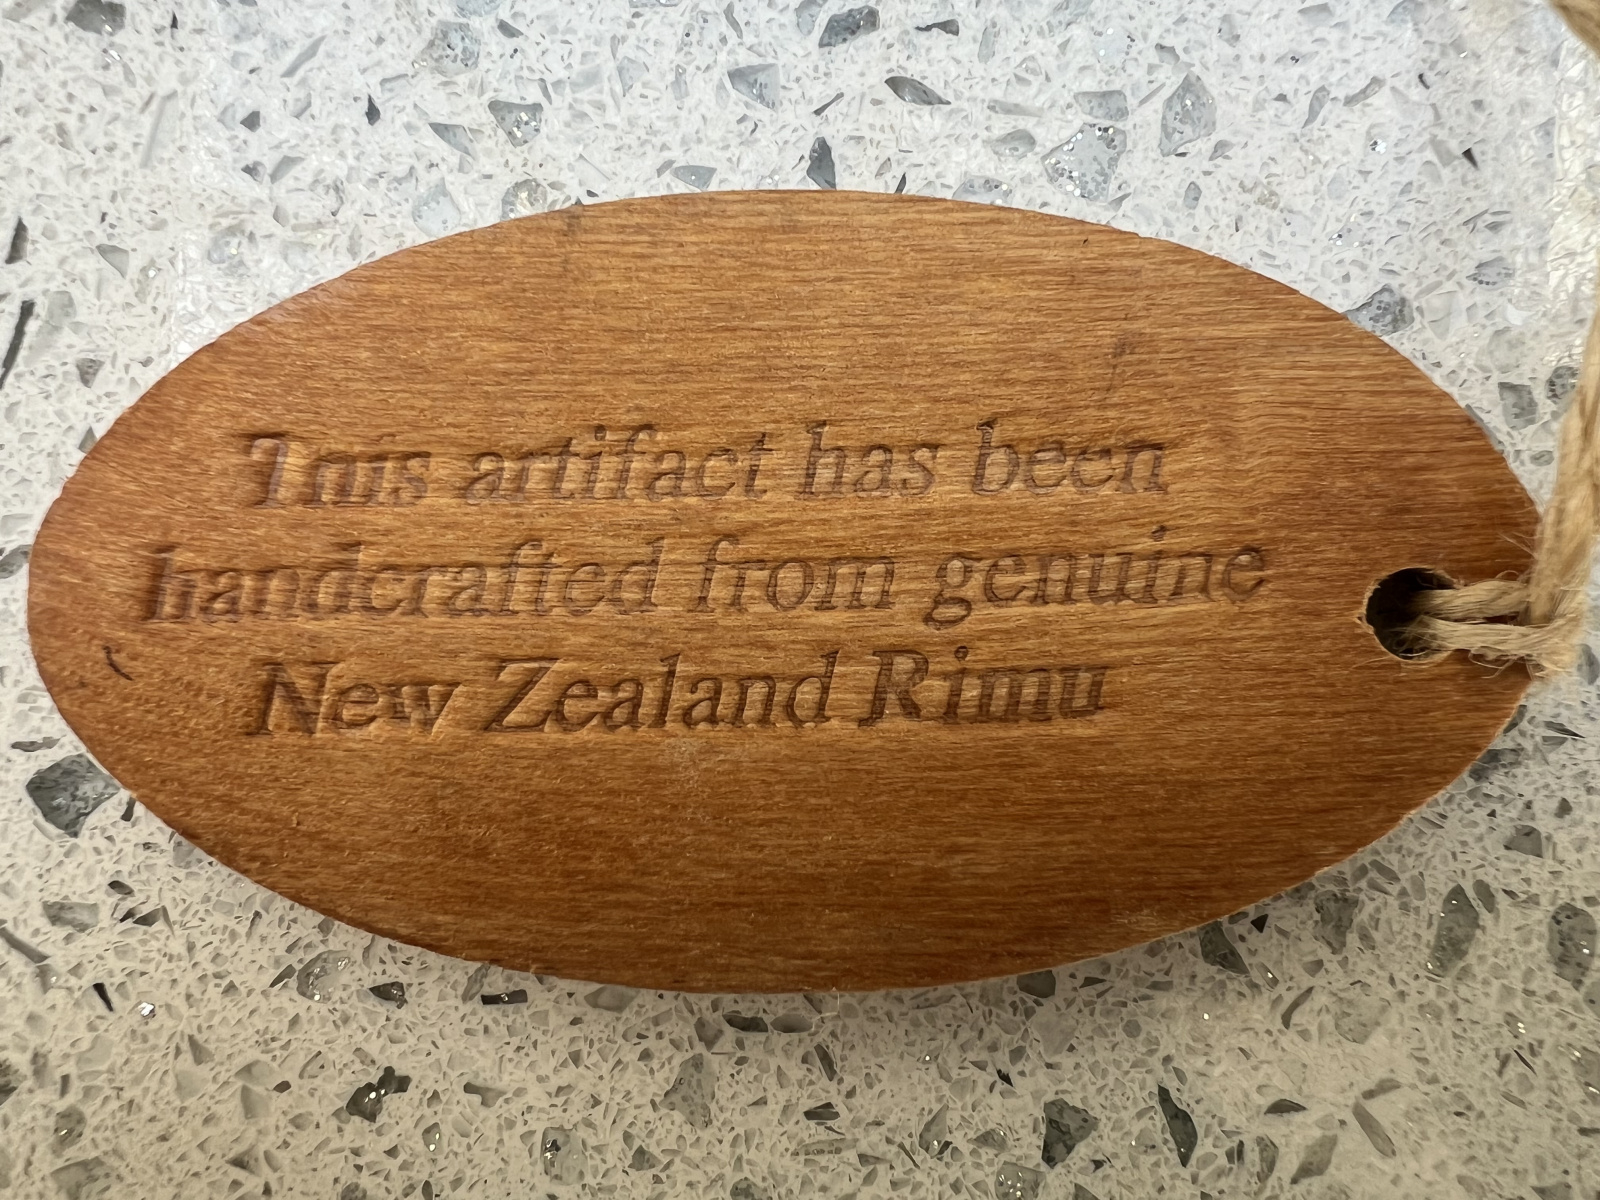 This artifact has been
handcrafted from genuine
New Zealand Rimu